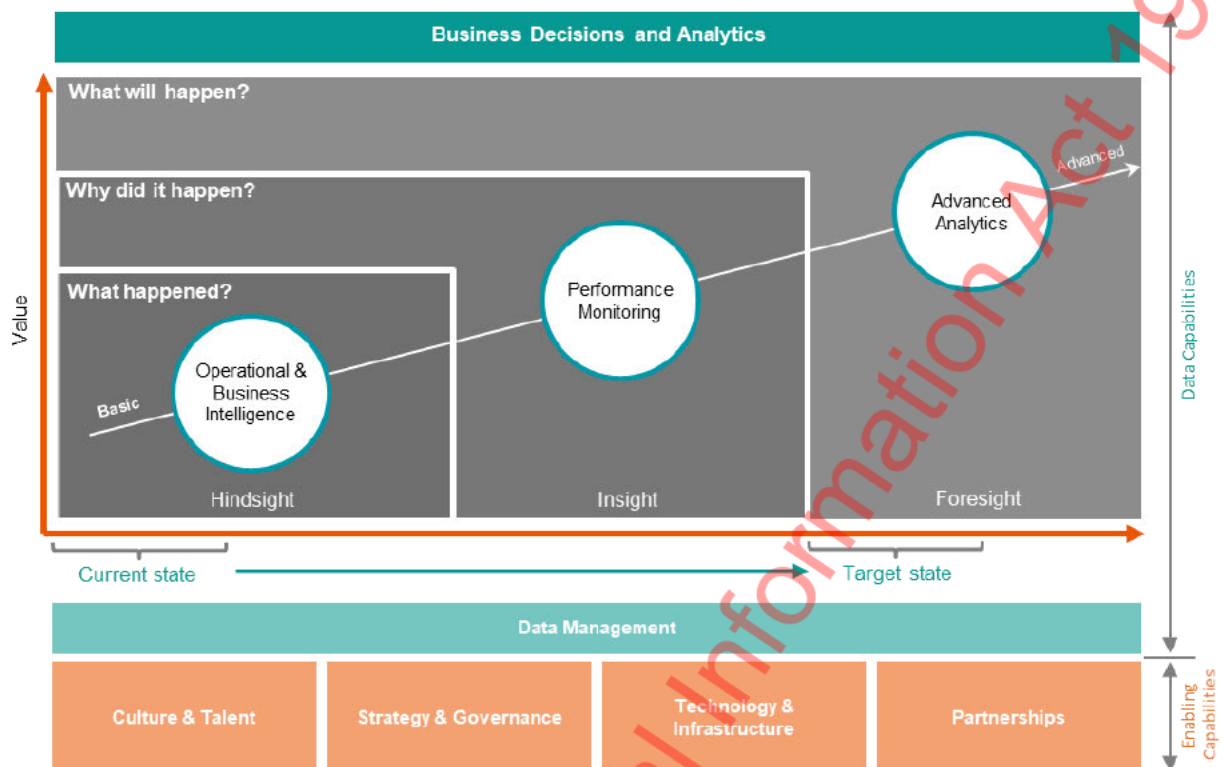 Business Decisions and Analytics
What will happen?
Advanced
Why did it happen?
Advanced
Analytics
What happened?
Performance
Monitoring
Operational &
Business
Intelligence
Basic
Hindsight
Insight
Foresight
Value
Current state
Target state
Data Management
Data Capabilities
Culture & Talent
Strategy & Governance
Technology &
Infrastructure
Partnerships
Enabling
Capabilities
Information Act 19